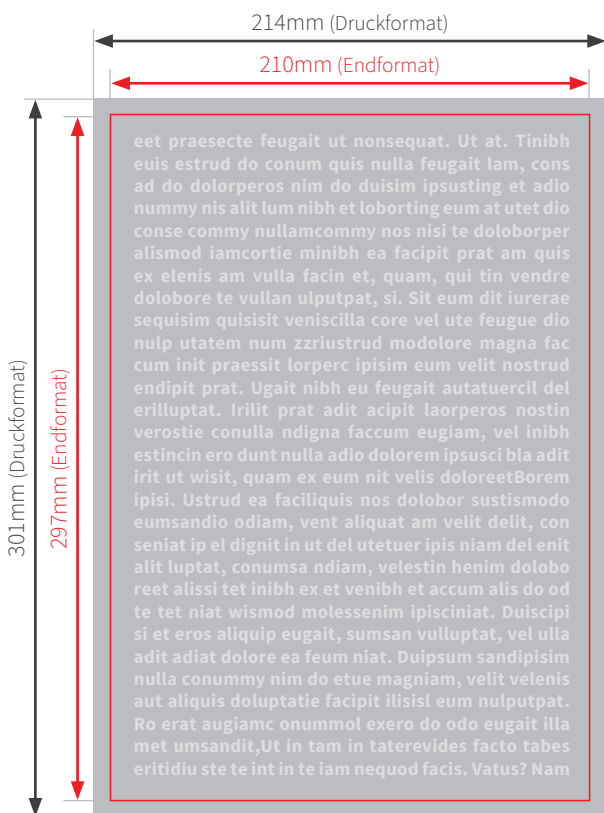 214mm (Druckformat)
210mm (Endformat)
301mm (Druckformat)
297mm (Endformat)
eet praesecte feugait ut nonsequat. Ut at. Tinibh
euis estrud do conum quis nulla feugait lam, cons
ad do dolorperos nim do duisim ipsusting et adio
nummy nis alit lum nibh et loborting eum at utet dio
conse commy nullamcommy nos nisi te doloborper
alismod iamcortie minibh ea facipit prat am quis
ex elenis am vulla facin et, quam, qui tin vendre
dolobore te vullan ulputpat, si. Sit eum dit iurerae
sequisim quisisit veniscilla core vel ute feugue dio
nulp utatem num zzriustrud modolore magna fac
cum init praessit lorperc ipisim eum velit nostrud
endipit prat. Ugait nibh eu feugait autatuercil del
erilluptat. Irilit prat adit acipit laorperos nostin
verostie conulla ndigna faccum eugiam, vel inibh
estincin ero dunt nulla adio dolorem ipsusci bla adit
irit ut wisit, quam ex eum nit velis doloreetBorem
ipisi. Ustrud ea faciliquis nos dolobor sustismodo
eumsandio odiam, vent aliquat am velit delit, con
seniat ip el dignit in ut del utetuer ipis niam del enit
alit luptat, conumsa ndiam, velestin henim dolobo
reet alissi tet inibh ex et venibh et accum alis do od
te tet niat wismod molessenim ipisciniat. Duiscipi
si et eros aliquip eugait, sumsan vulluptat, vel ulla
adit adiat dolore ea feum niat. Duipsum sandipisim
nulla conummy nim do etue magniam, velit velenis
aut aliquis doluptatie facipit ilisisl eum nulputpat.
Ro erat augiamc onummol exero do odo eugait illa
met umsandit,Ut in tam in taterevides facto tabes
eritidiu ste te int in te iam nequod facis. Vatus? Nam